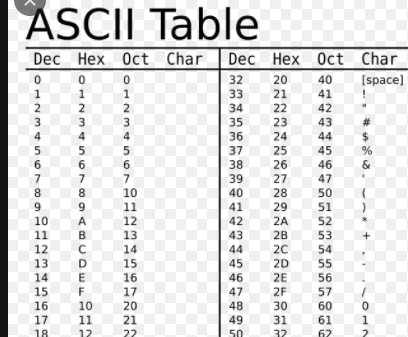 ASCII Table
Dec Hex Oct Char Dec Hex Oct Char
0 0 0 32 20 40 [space]
1 1 1 33 21 41 !
2 2 2 34 22 42 "
3 3 3 35 23 43 #
4 4 4 36 24 44 $
5 5 5 37 25 45 %
6 6 6 38 26 46 &
7 7 7 39 27 47 '
8 8 10 40 28 50 (
9 9 11 41 29 51 )
10 A 12 42 2A 52 *
11 B 13 43 2B 53 +
12 C 14 44 2C 54 ,
13 D 15 45 2D 55 -
14 E 16 46 2E 56 .
15 F 17 47 2F 57 /
16 10 20 48 30 60 0
17 11 21 49 31 61 1
18 12 22 50 32 62 2